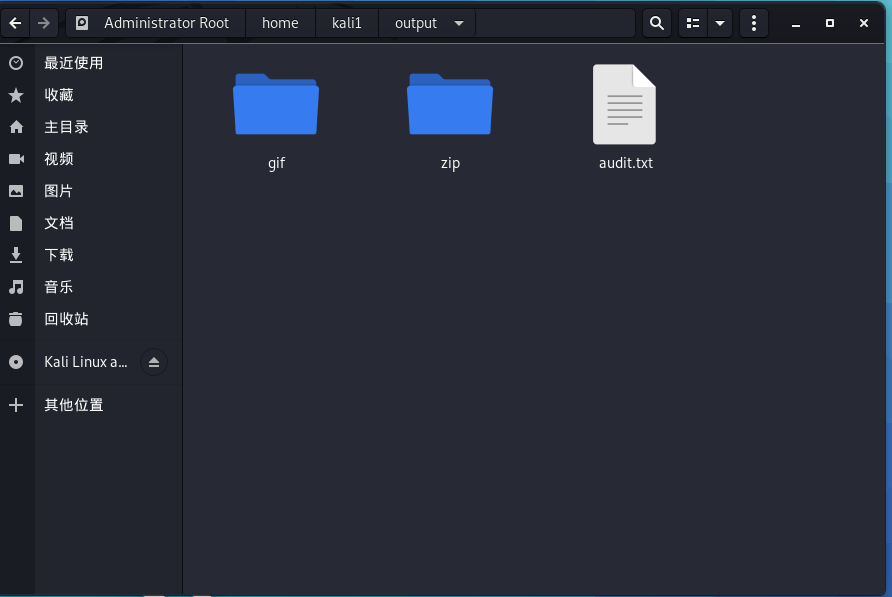 Administrator Root
home
kali1
output
最近使用
收藏
主目录
视频
图片
文档
下载
音乐
回收站
Kali Linux a...
其他位置
gif
zip
audit.txt